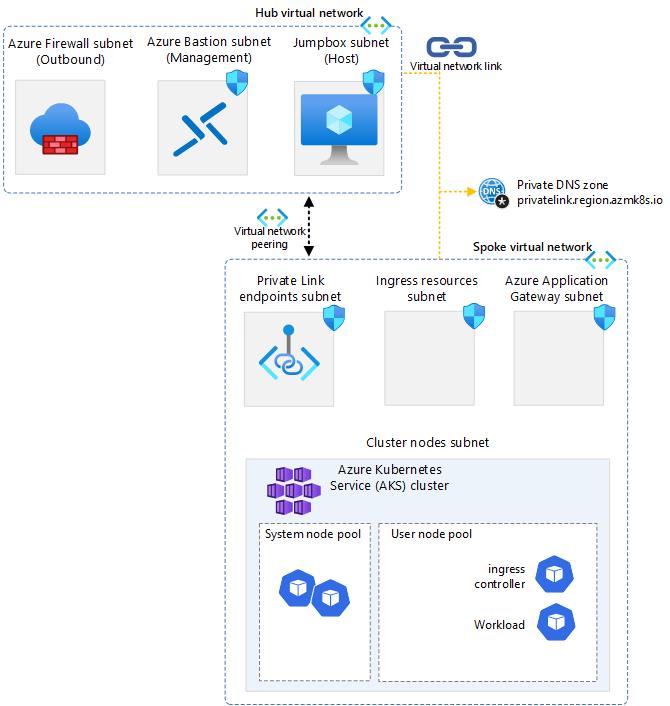 Hub virtual network
Azure Firewall subnet
(Outbound)
Azure Bastion subnet
(Management)
Jumpbox subnet
(Host)
Virtual network link
DNS
Private DNS zone
privatelink.region.azmk8s.io
Virtual network
peering
Spoke virtual network
Private Link
endpoints subnet
Ingress resources
subnet
Azure Application
Gateway subnet
Cluster nodes subnet
Azure Kubernetes
Service (AKS) cluster
System node pool
User node pool
ingress
controller
Workload